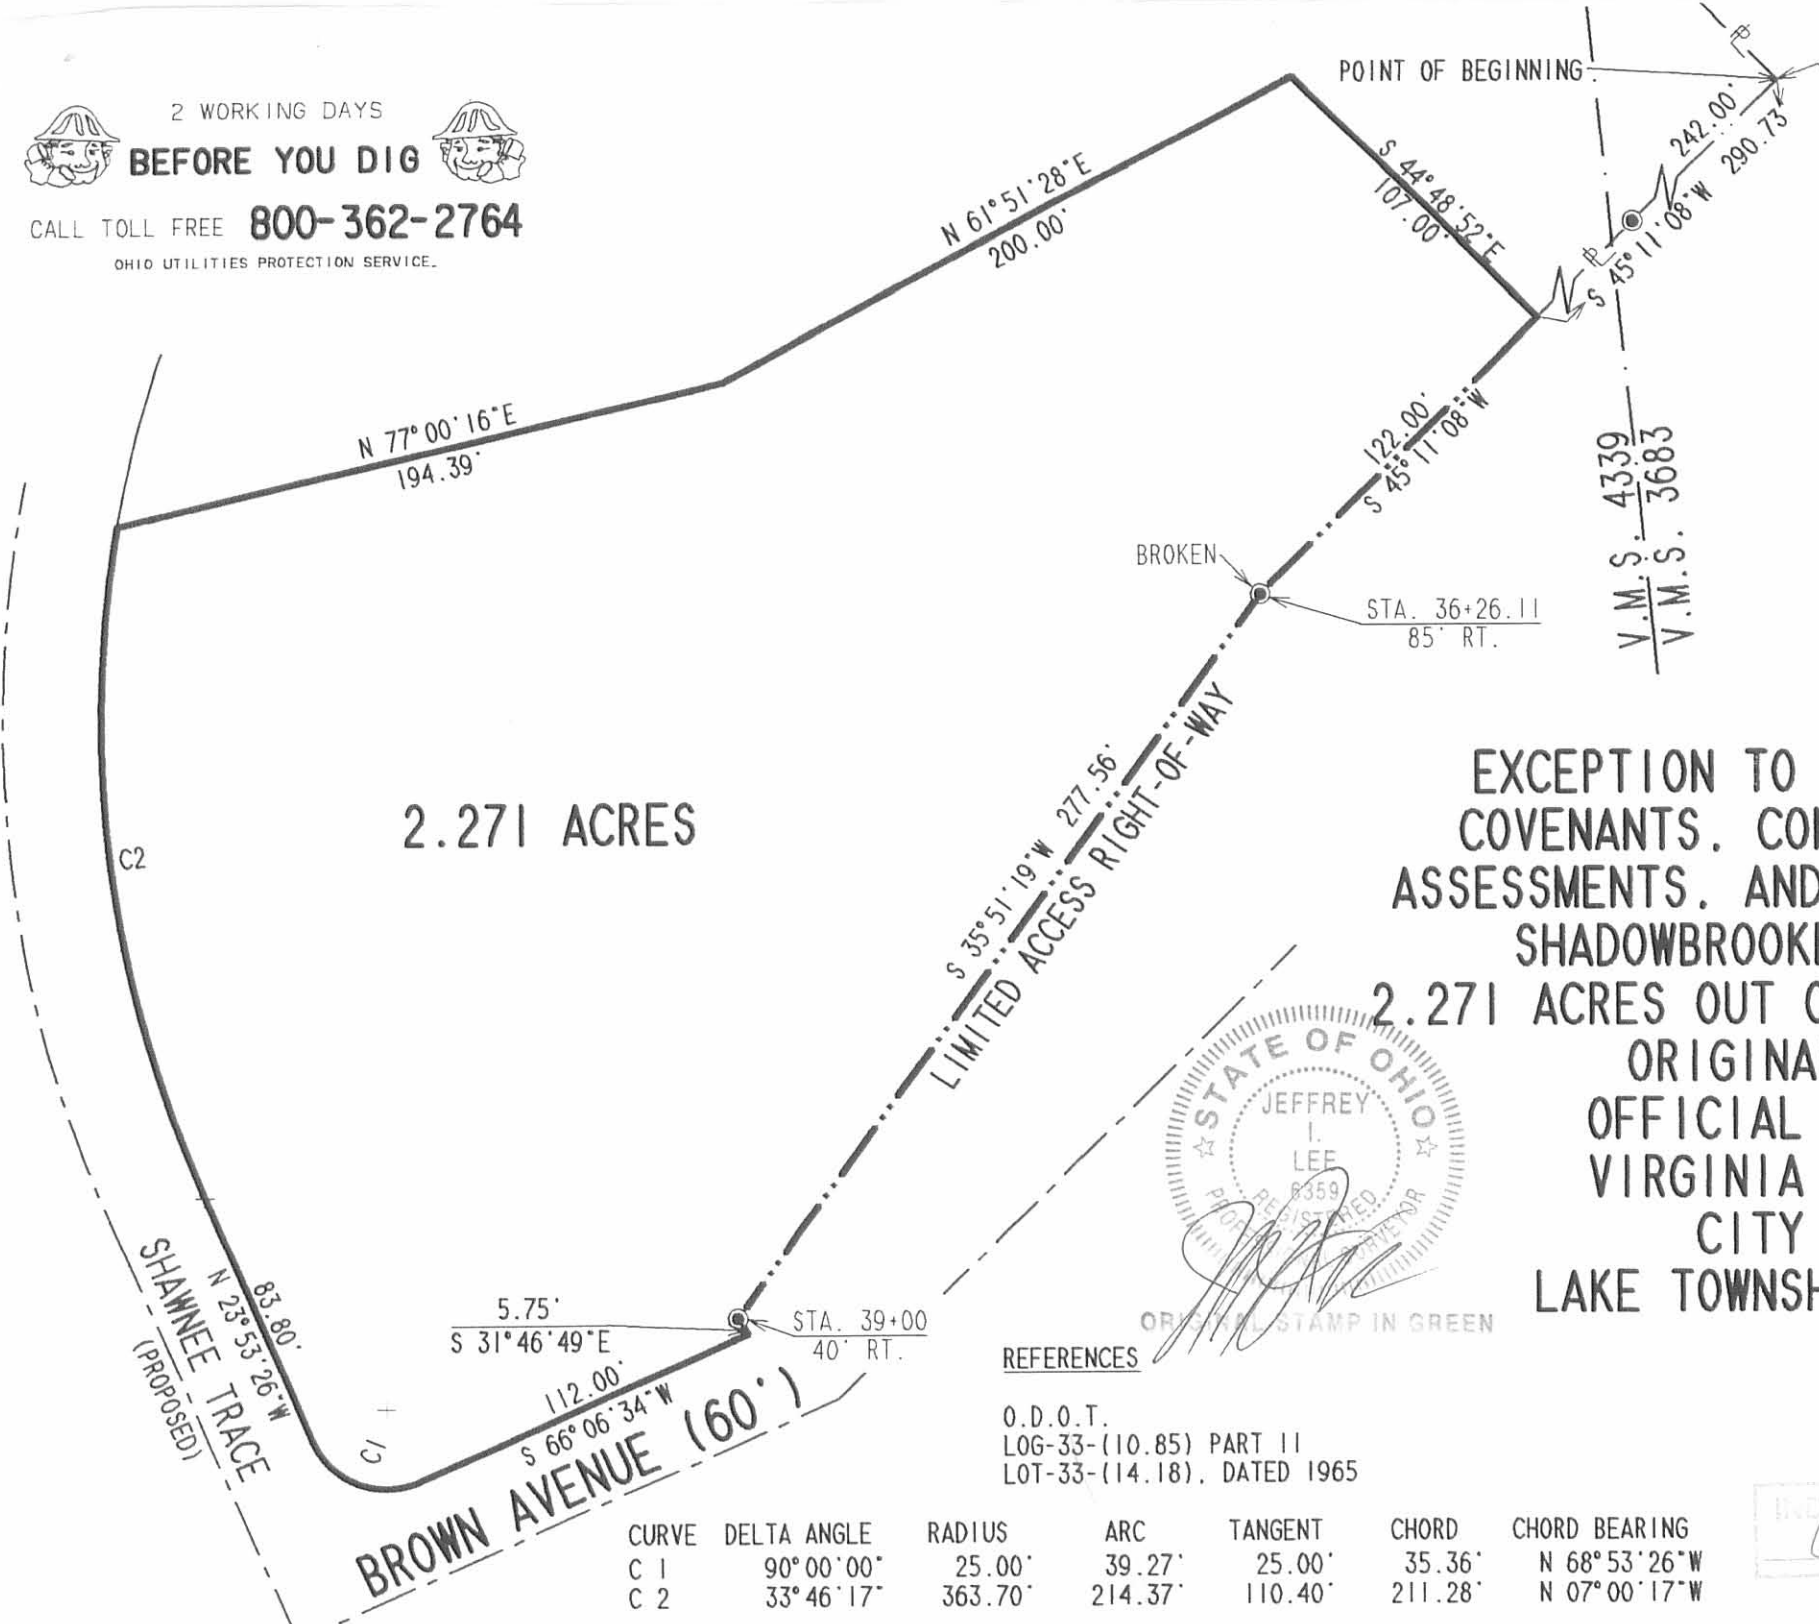 2 WORKING DAYS
BEFORE YOU DIG
CALL TOLL FREE 800-362-2764
OHIO UTILITIES PROTECTION SERVICE.
POINT OF BEGINNING
242.00'
S 45°11'08"W 290.73'
S 44°48'52"E
107.00'
N 61°51'28"E
200.00'
N 77°00'16"E
194.39'
122.00'
S 45°11'08"W
BROKEN
STA. 36+26.11
85' RT.
V.M.S. 4339
V.M.S. 3683
S 35°51'19"W 277.56'
LIMITED ACCESS RIGHT-OF-WAY
2.271 ACRES
C2
EXCEPTION TO
COVENANTS, CO
ASSESSMENTS, AND
SHADOWBROOK
2.271 ACRES OUT
ORIGINA
OFFICIAL
VIRGINIA
CITY
LAKE TOWNSH
STATE OF OHIO
JEFFREY
I.
LEE
6359
REGISTERED
PROFESSIONAL SURVEYOR
ORIGINAL STAMP IN GREEN
83.80'
N 23°53'26"W
SHAWNEE TRACE
(PROPOSED)
5.75'
S 31°46'49"E
STA. 39+00
40' RT.
112.00'
S 66°06'34"W
C1
BROWN AVENUE (60')
REFERENCES
O.D.O.T.
LOG-33-(10.85) PART II
LOT-33-(14.18), DATED 1965
CURVE DELTA ANGLE RADIUS ARC TANGENT CHORD CHORD BEARING
C 1 90°00'00" 25.00' 39.27' 25.00' 35.36' N 68°53'26"W
C 2 33°46'17" 363.70' 214.37' 110.40' 211.28' N 07°00'17"W